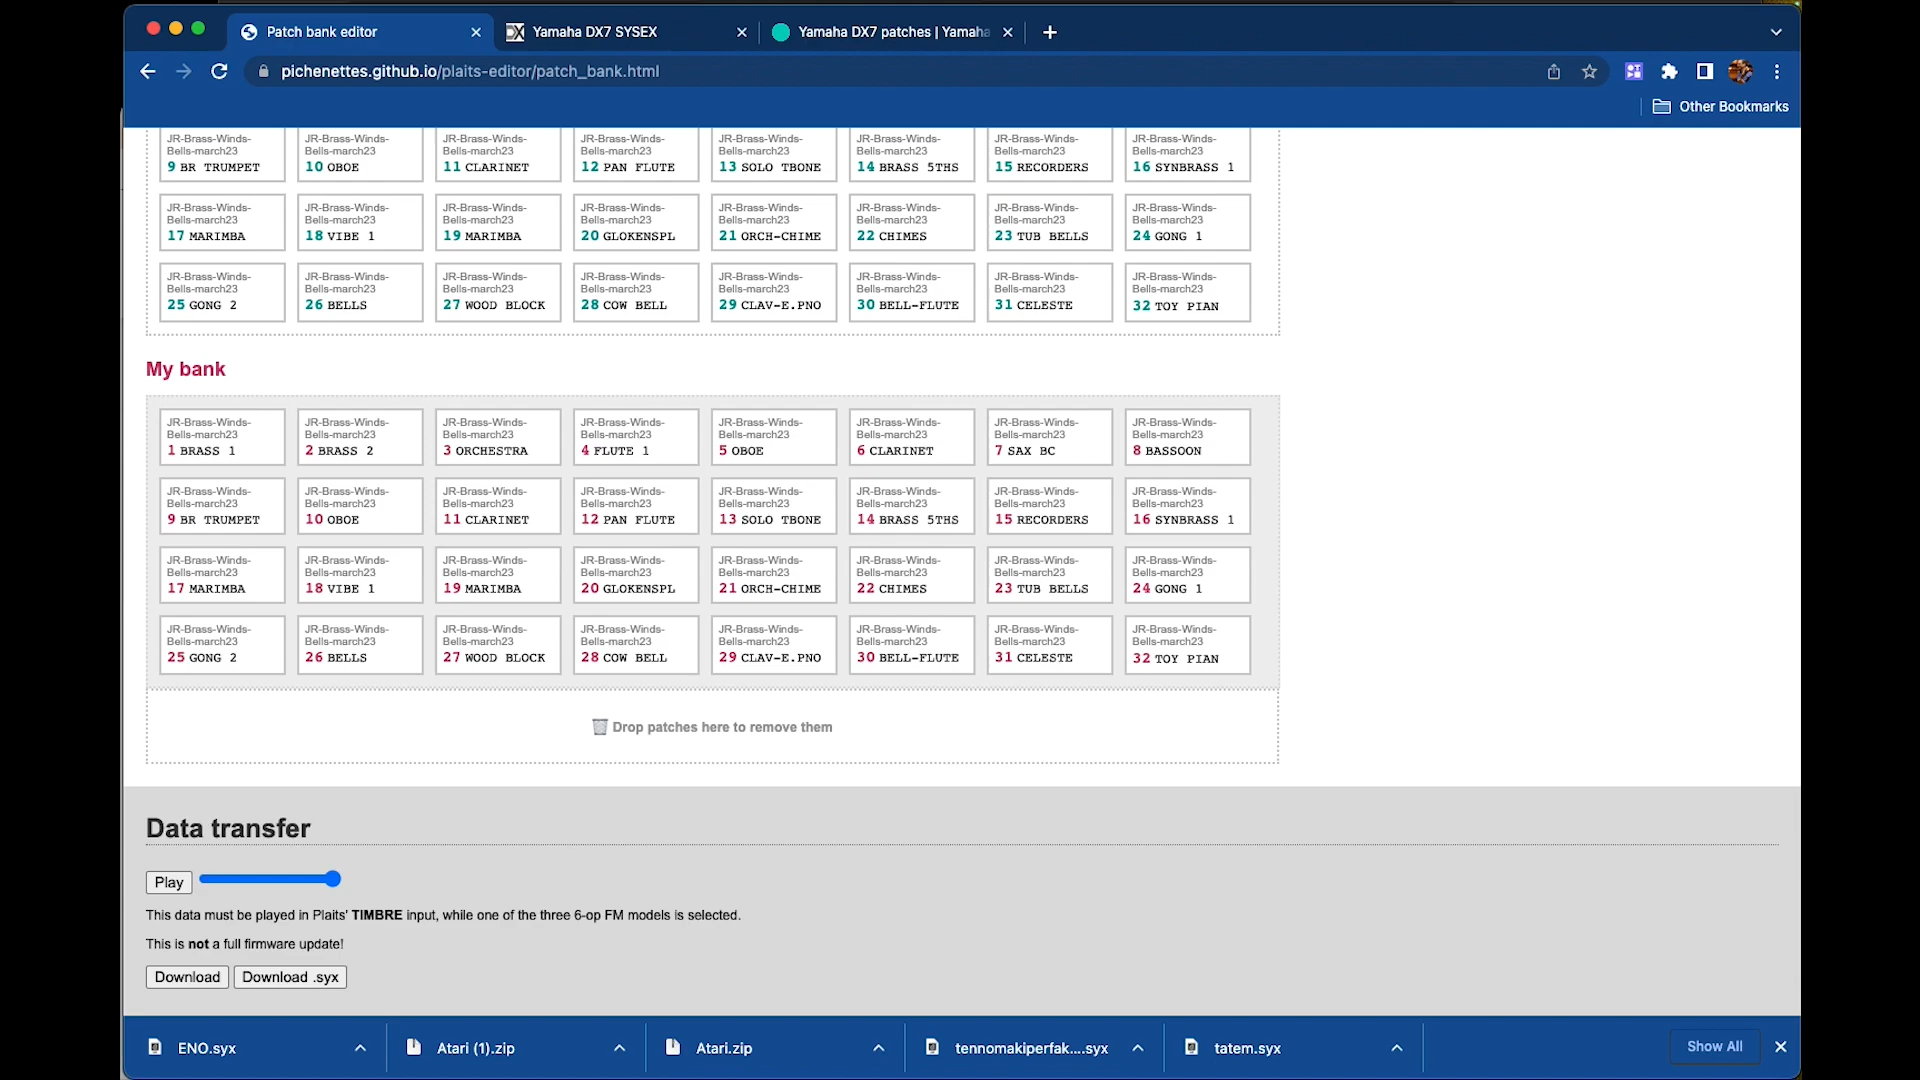 Patch bank editor
Yamaha DX7 SYSEX
Yamaha DX7 patches | Yamaha
pichenettes.github.io/plaits-editor/patch_bank.html
Other Bookmarks
JR-Brass-Winds- JR-Brass-Winds- JR-Brass-Winds- JR-Brass-Winds- JR-Brass-Winds- JR-Brass-Winds- JR-Brass-Winds- JR-Brass-Winds-
Bells-march23 Bells-march23 Bells-march23 Bells-march23 Bells-march23 Bells-march23 Bells-march23 Bells-march23
9 BR TRUMPET 10 OBOE 11 CLARINET 12 PAN FLUTE 13 SOLO TBONE 14 BRASS 5THS 15 RECORDERS 16 SYNBRASS 1
JR-Brass-Winds- JR-Brass-Winds- JR-Brass-Winds- JR-Brass-Winds- JR-Brass-Winds- JR-Brass-Winds- JR-Brass-Winds- JR-Brass-Winds-
Bells-march23 Bells-march23 Bells-march23 Bells-march23 Bells-march23 Bells-march23 Bells-march23 Bells-march23
17 MARIMBA 18 VIBE 1 19 MARIMBA 20 GLOKENSPL 21 ORCH-CHIME 22 CHIMES 23 TUB BELLS 24 GONG 1
JR-Brass-Winds- JR-Brass-Winds- JR-Brass-Winds- JR-Brass-Winds- JR-Brass-Winds- JR-Brass-Winds- JR-Brass-Winds- JR-Brass-Winds-
Bells-march23 Bells-march23 Bells-march23 Bells-march23 Bells-march23 Bells-march23 Bells-march23 Bells-march23
25 GONG 2 26 BELLS 27 WOOD BLOCK 28 COW BELL 29 CLAV-E.PNO 30 BELL-FLUTE 31 CELESTE 32 TOY PIAN
My bank
JR-Brass-Winds- JR-Brass-Winds- JR-Brass-Winds- JR-Brass-Winds- JR-Brass-Winds- JR-Brass-Winds- JR-Brass-Winds- JR-Brass-Winds-
Bells-march23 Bells-march23 Bells-march23 Bells-march23 Bells-march23 Bells-march23 Bells-march23 Bells-march23
1 BRASS 1 2 BRASS 2 3 ORCHESTRA 4 FLUTE 1 5 OBOE 6 CLARINET 7 SAX BC 8 BASSOON
JR-Brass-Winds- JR-Brass-Winds- JR-Brass-Winds- JR-Brass-Winds- JR-Brass-Winds- JR-Brass-Winds- JR-Brass-Winds- JR-Brass-Winds-
Bells-march23 Bells-march23 Bells-march23 Bells-march23 Bells-march23 Bells-march23 Bells-march23 Bells-march23
9 BR TRUMPET 10 OBOE 11 CLARINET 12 PAN FLUTE 13 SOLO TBONE 14 BRASS 5THS 15 RECORDERS 16 SYNBRASS 1
JR-Brass-Winds- JR-Brass-Winds- JR-Brass-Winds- JR-Brass-Winds- JR-Brass-Winds- JR-Brass-Winds- JR-Brass-Winds- JR-Brass-Winds-
Bells-march23 Bells-march23 Bells-march23 Bells-march23 Bells-march23 Bells-march23 Bells-march23 Bells-march23
17 MARIMBA 18 VIBE 1 19 MARIMBA 20 GLOKENSPL 21 ORCH-CHIME 22 CHIMES 23 TUB BELLS 24 GONG 1
JR-Brass-Winds- JR-Brass-Winds- JR-Brass-Winds- JR-Brass-Winds- JR-Brass-Winds- JR-Brass-Winds- JR-Brass-Winds- JR-Brass-Winds-
Bells-march23 Bells-march23 Bells-march23 Bells-march23 Bells-march23 Bells-march23 Bells-march23 Bells-march23
25 GONG 2 26 BELLS 27 WOOD BLOCK 28 COW BELL 29 CLAV-E.PNO 30 BELL-FLUTE 31 CELESTE 32 TOY PIAN
Drop patches here to remove them
Data transfer
Play
This data must be played in Plaits' TIMBRE input, while one of the three 6-op FM models is selected.
This is not a full firmware update!
Download Download .syx
ENO.syx Atari (1).zip Atari.zip tennomakiperfak....syx tatem.syx Show All